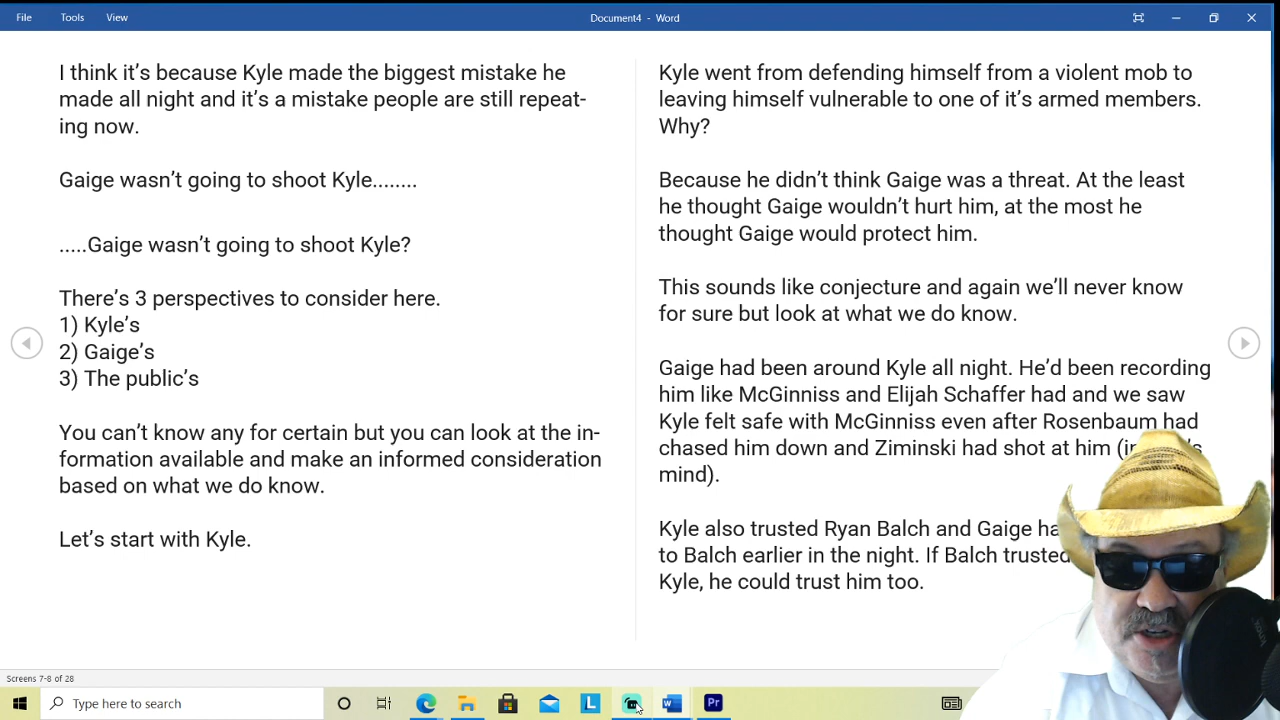 File Tools View Document4 - Word
I think it's because Kyle made the biggest mistake he
made all night and it's a mistake people are still repeat-
ing now.
Gaige wasn't going to shoot Kyle........
.....Gaige wasn't going to shoot Kyle?
There's 3 perspectives to consider here.
1) Kyle's
2) Gaige's
3) The public's
You can't know any for certain but you can look at the in-
formation available and make an informed consideration
based on what we do know.
Let's start with Kyle.
Kyle went from defending himself from a violent mob to
leaving himself vulnerable to one of it's armed members.
Why?
Because he didn't think Gaige was a threat. At the least
he thought Gaige wouldn't hurt him, at the most he
thought Gaige would protect him.
This sounds like conjecture and again we'll never know
for sure but look at what we do know.
Gaige had been around Kyle all night. He'd been recording
him like McGinniss and Elijah Schaffer had and we saw
Kyle felt safe with McGinniss even after Rosenbaum had
chased him down and Ziminski had shot at him
mind).
Kyle also trusted Ryan Balch and Gaige
to Balch earlier in the night. If Balch trusted
Kyle, he could trust him too.
Screens 7-8 of 28
Type here to search
L
W
Pr